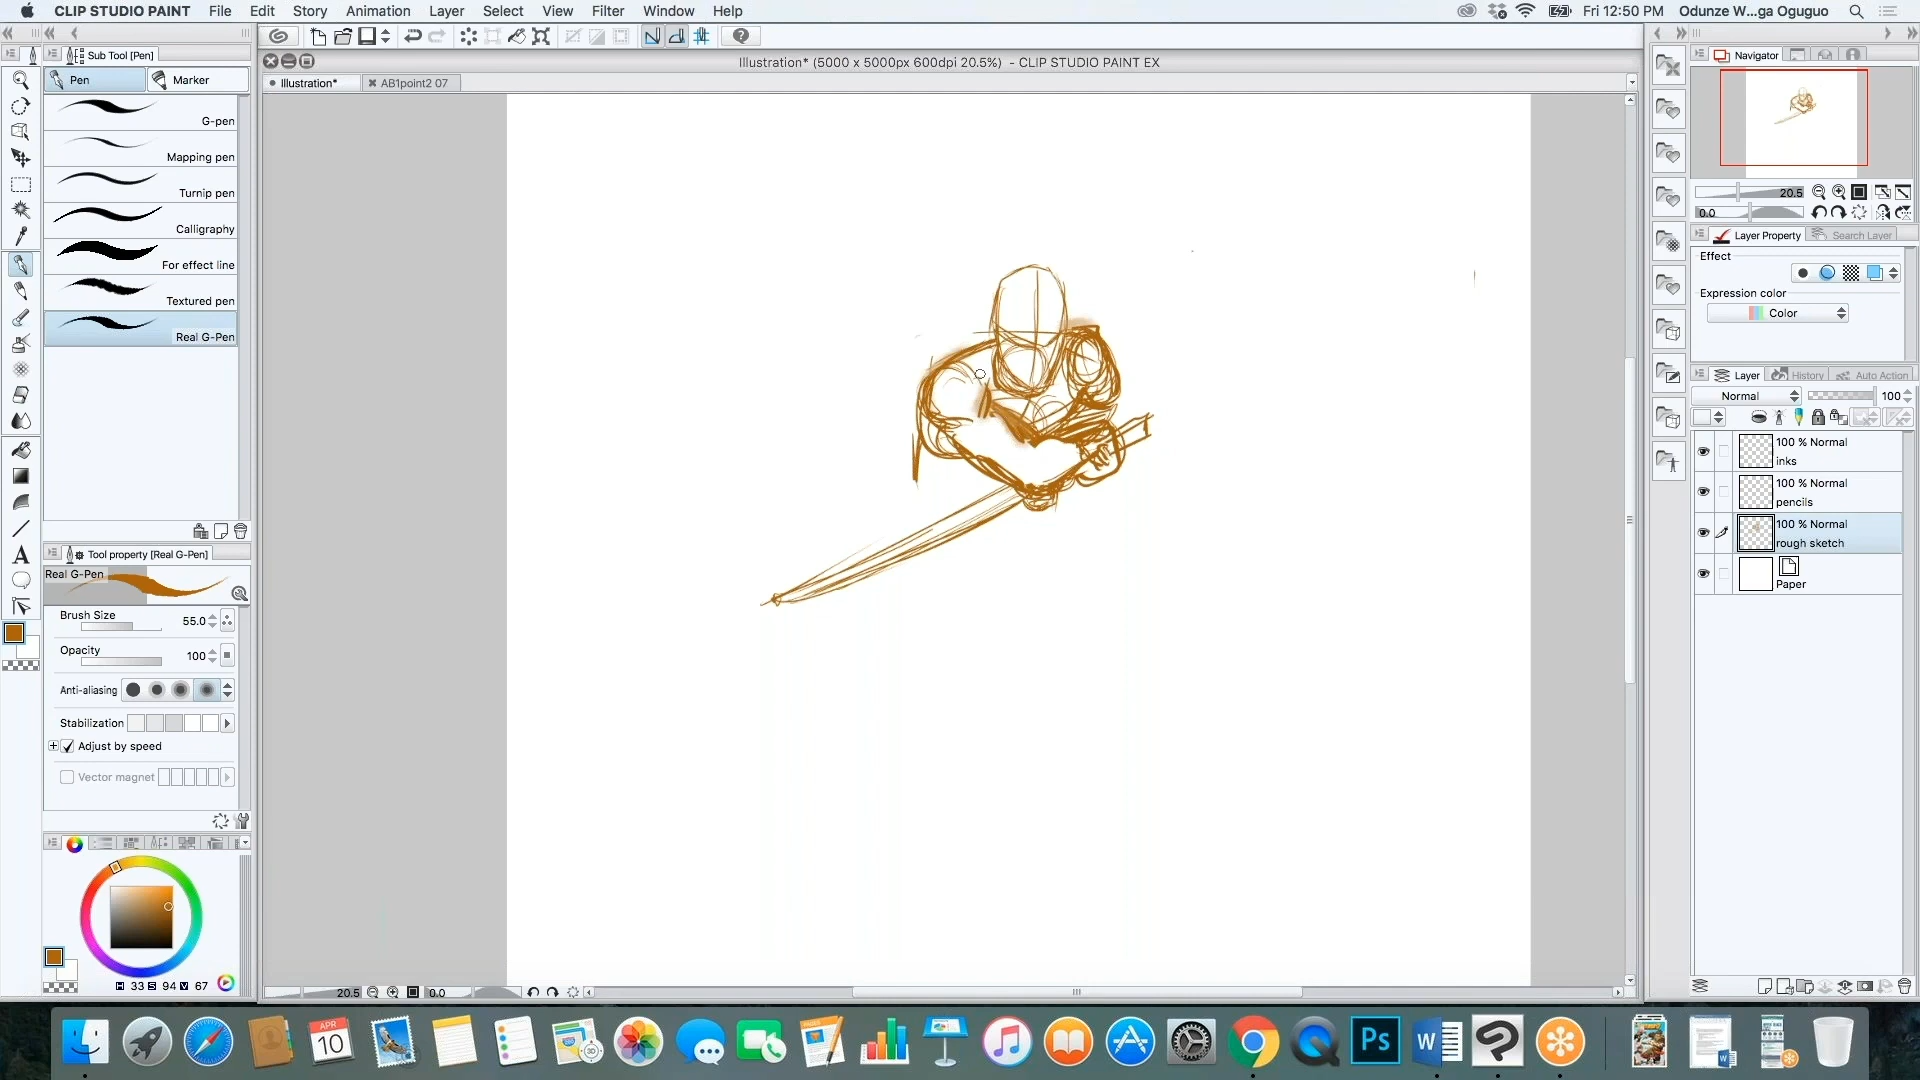 CLIP STUDIO PAINT File Edit Story Animation Layer Select View Filter Window Help Fri 12:50 PM Odunze W...ga Oguguo
Sub Tool [Pen]
Pen Marker
G-pen
Mapping pen
Turnip pen
Calligraphy
For effect line
Textured pen
Real G-Pen
Tool property [Real G-Pen]
Real G-Pen
Brush Size 55.0
Opacity 100
Anti-aliasing
Stabilization
Adjust by speed
Vector magnet
H 33 S 94 V 67
Illustration* (5000 x 5000px 600dpi 20.5%) - CLIP STUDIO PAINT EX
Illustration* AB1point2 07
20.5 0.0
Navigator
20.5
0.0
Layer Property Search Layer
Effect
Expression color
Color
Layer History Auto Action
Normal 100
100 % Normal
inks
100 % Normal
pencils
100 % Normal
rough sketch
Paper
APR
10
3D
PAGES
Ps
W